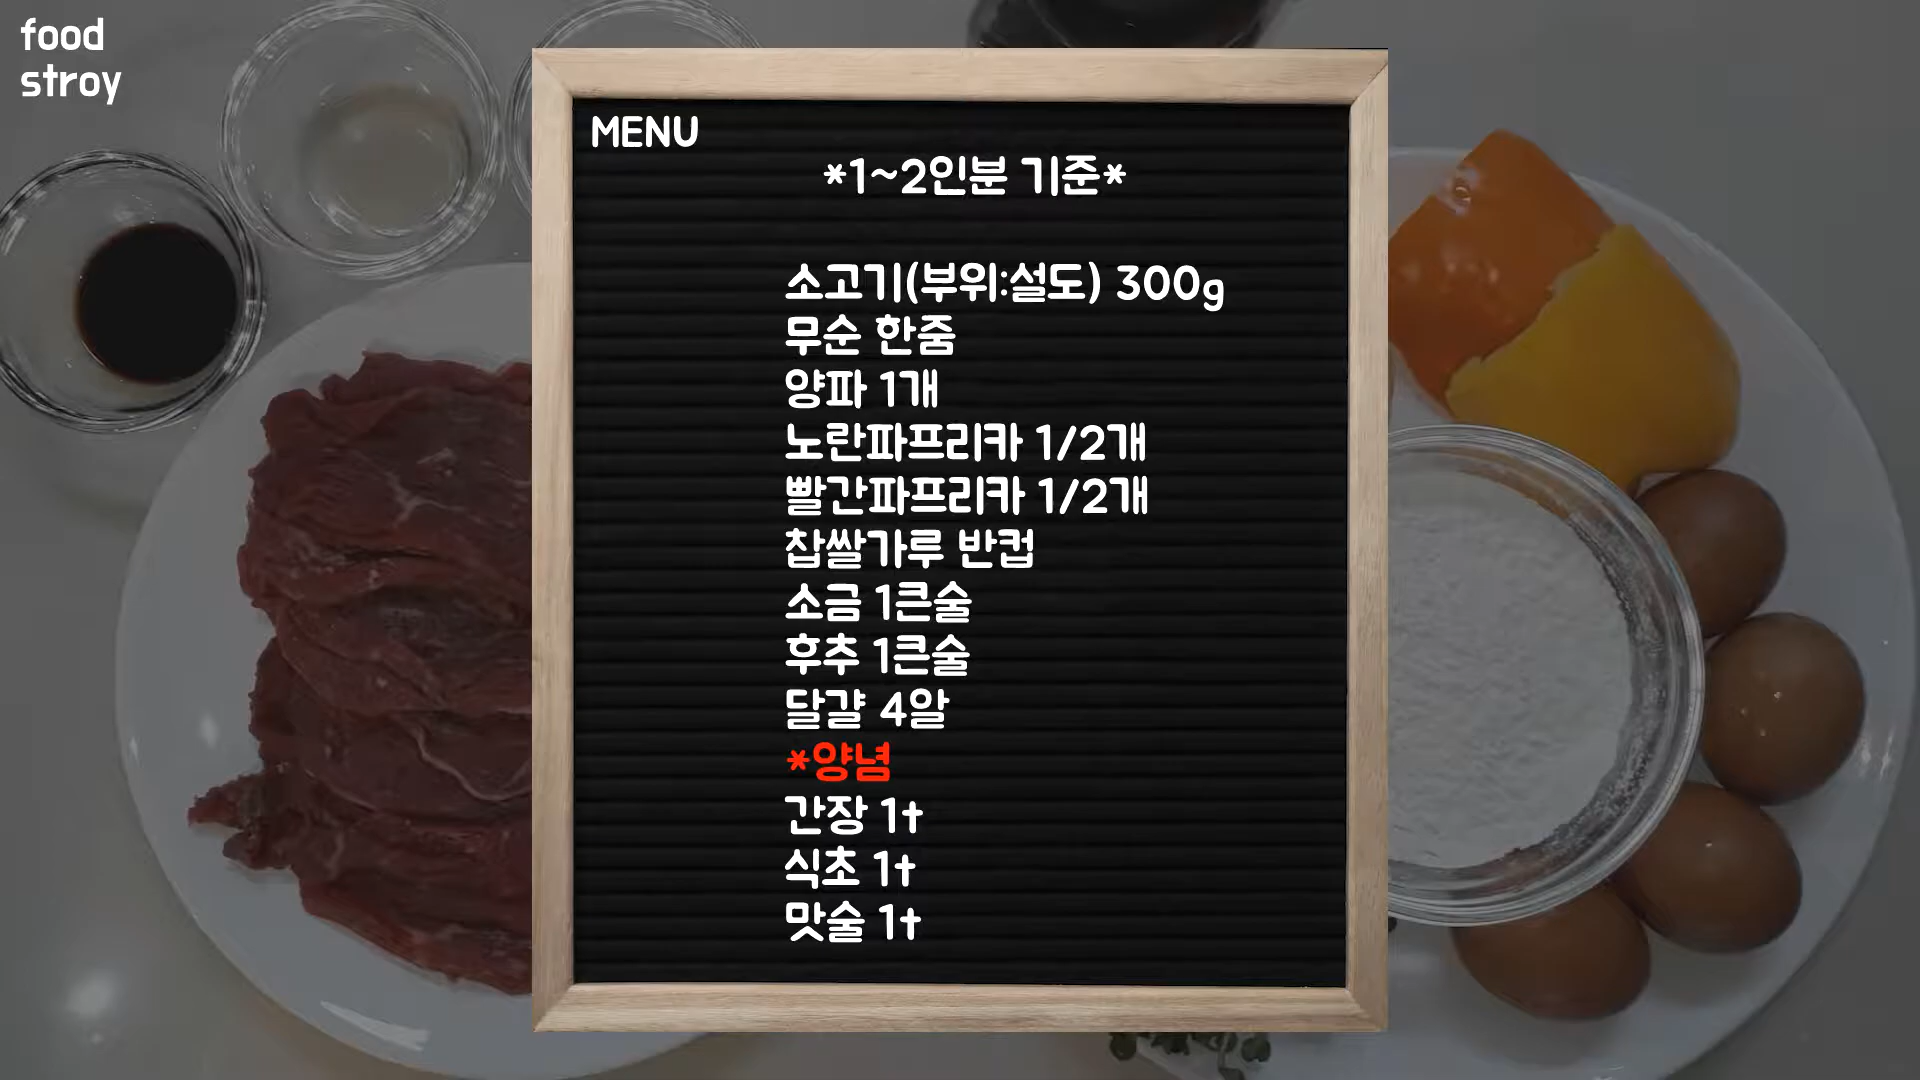 food
stroy
MENU
*1~2인분 기준*
소고기(부위:설도) 300g
무순 한줌
양파 1개
노란파프리카 1/2개
빨간파프리카 1/2개
찹쌀가루 반컵
소금 1큰술
후추 1큰술
달걀 4알
*양념
간장 1t
식초 1t
맛술 1t